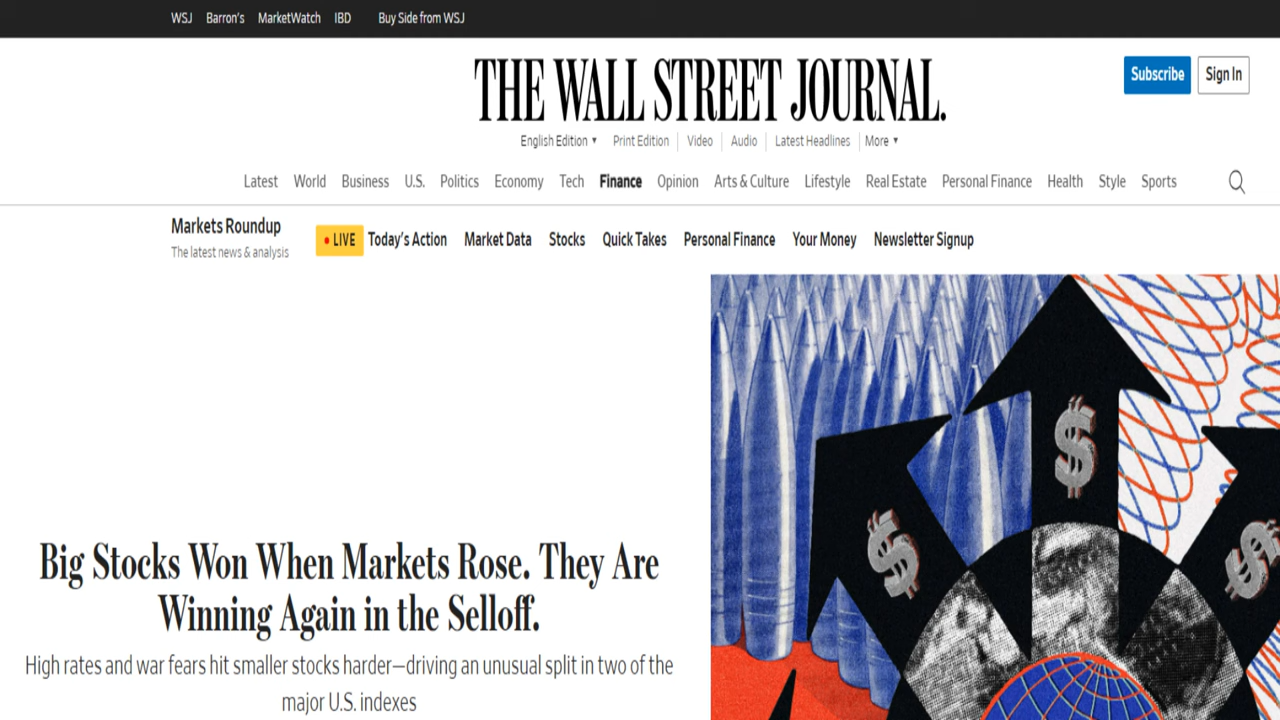 WSJ Barron's MarketWatch IBD Buy Side from WSJ
THE WALL STREET JOURNAL.
Subscribe Sign In
English Edition ▼ Print Edition Video Audio Latest Headlines More ▼
Latest World Business U.S. Politics Economy Tech Finance Opinion Arts & Culture Lifestyle Real Estate Personal Finance Health Style Sports
Markets Roundup
The latest news & analysis
• LIVE Today's Action Market Data Stocks Quick Takes Personal Finance Your Money Newsletter Signup
Big Stocks Won When Markets Rose. They Are
Winning Again in the Selloff.
High rates and war fears hit smaller stocks harder—driving an unusual split in two of the
major U.S. indexes
$
$
$